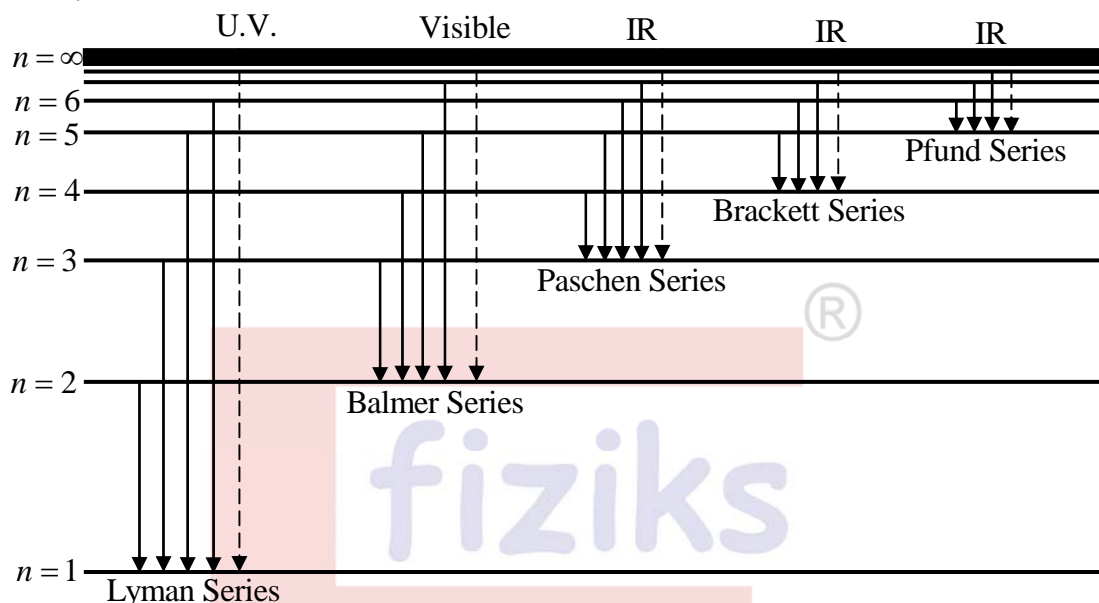 U.V. Visible IR IR IR
n = ∞
n = 6
n = 5
Pfund Series
n = 4
Brackett Series
n = 3
Paschen Series
®
n = 2
Balmer Series
fiziks
n = 1
Lyman Series